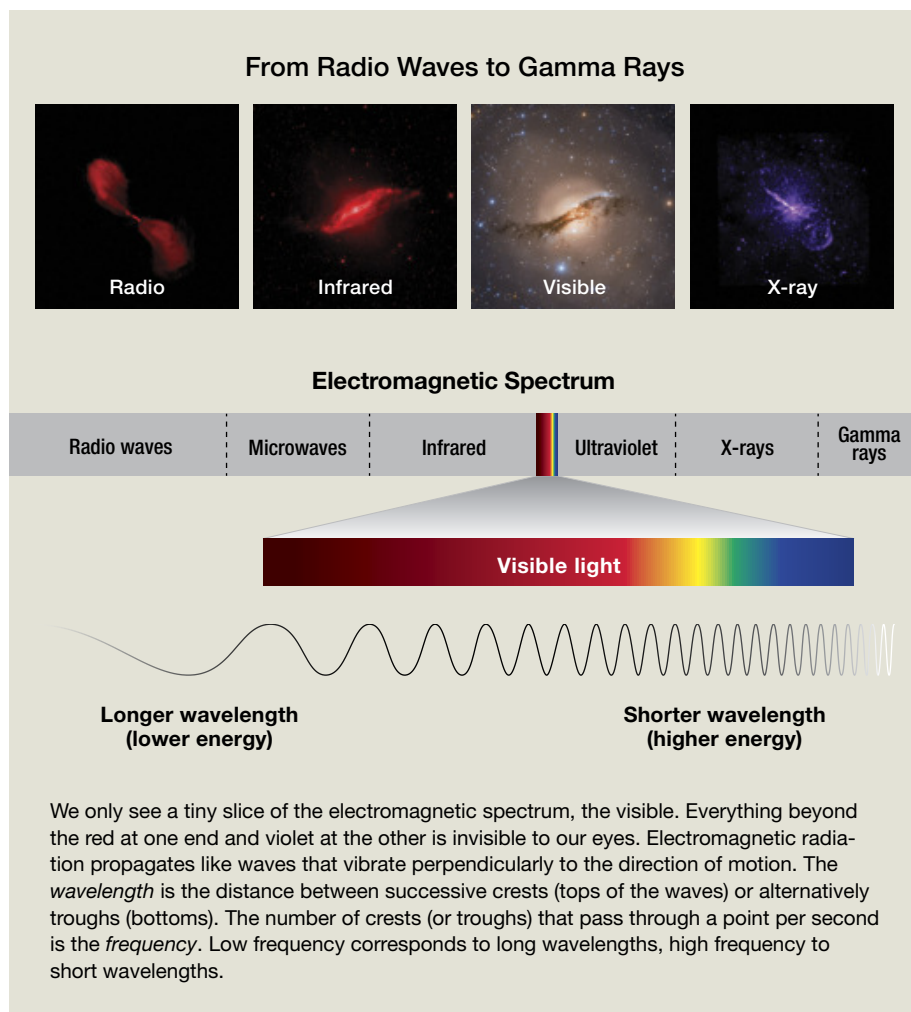 From Radio Waves to Gamma Rays
Radio
Infrared
Visible
X-ray
Electromagnetic Spectrum
Radio waves
Microwaves
Infrared
Ultraviolet
X-rays
Gamma
rays
Visible light
Longer wavelength
(lower energy)
Shorter wavelength
(higher energy)
We only see a tiny slice of the electromagnetic spectrum, the visible. Everything beyond
the red at one end and violet at the other is invisible to our eyes. Electromagnetic radia-
tion propagates like waves that vibrate perpendicularly to the direction of motion. The
wavelength is the distance between successive crests (tops of the waves) or alternatively
troughs (bottoms). The number of crests (or troughs) that pass through a point per second
is the frequency. Low frequency corresponds to long wavelengths, high frequency to
short wavelengths.